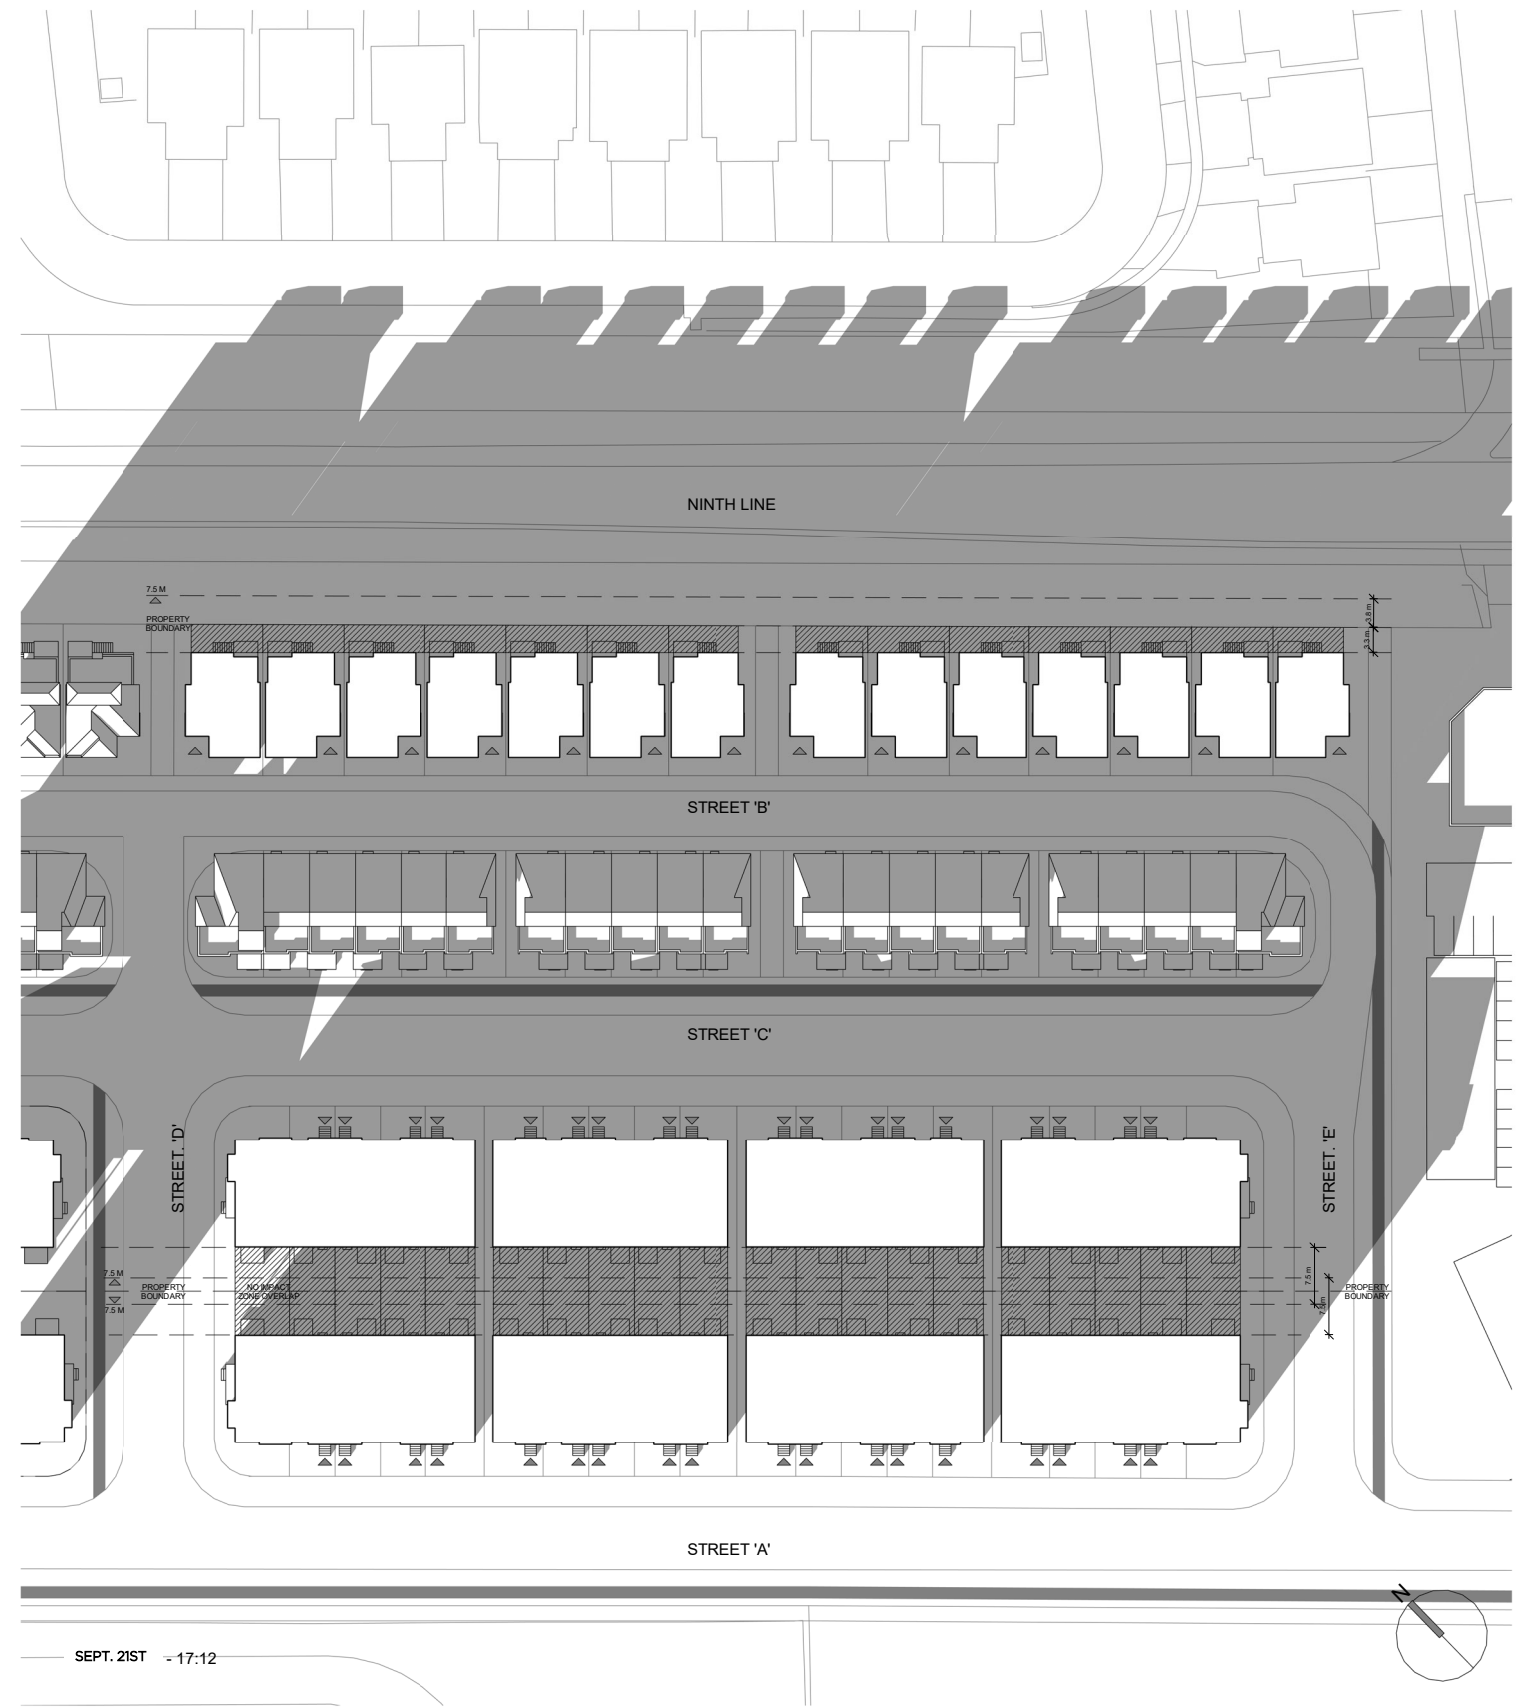 NINTH LINE
7.5 M
PROPERTY
BOUNDARY
3.8 m
3.3 m
STREET 'B'
STREET 'C'
STREET. 'D'
STREET. 'E'
7.5 M
PROPERTY
BOUNDARY
NO IMPACT
ZONE OVERLAP
7.5 M
7.5 m
7.5 m
PROPERTY
BOUNDARY
STREET 'A'
N
SEPT. 21ST - 17:12